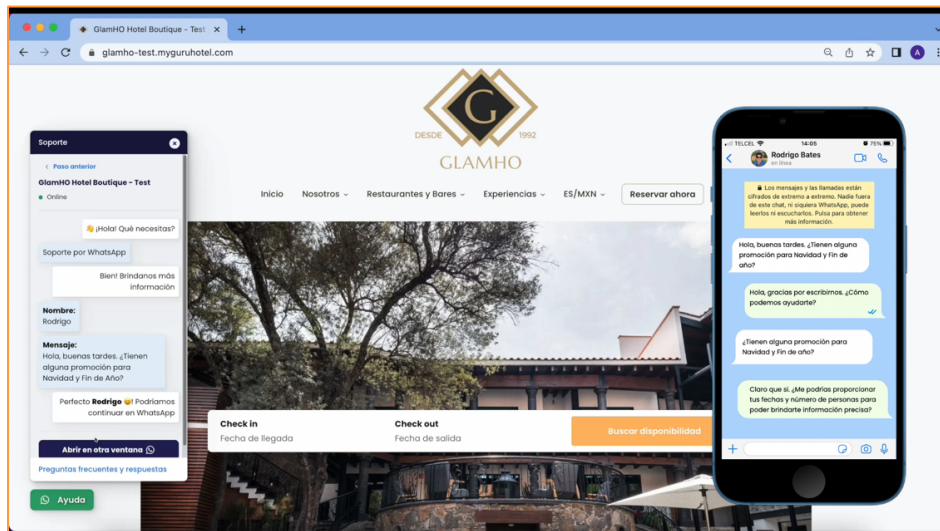 GlamHO Hotel Boutique - Test
glamho-test.myguruhotel.com
A
G
DESDE 1992
GLAMHO
Inicio Nosotros Restaurantes y Bares Experiencias ES/MXN Reservar ahora
Soporte
Paso anterior
GlamHO Hotel Boutique - Test
Online
¡Hola! Qué necesitas?
Soporte por WhatsApp
Bien! Brindanos más
información
Nombre:
Rodrigo
Mensaje:
Hola, buenas tardes. ¿Tienen
alguna promoción para
Navidad y Fin de Año?
Perfecto Rodrigo ! Podríamos
continuar en WhatsApp
Abrir en otra ventana
Preguntas frecuentes y respuestas
Ayuda
Check in
Fecha de llegada
Check out
Fecha de salida
Buscar disponibilidad
TELCEL 14:05 75%
Rodrigo Bates
en línea
Los mensajes y las llamadas están
cifrados de extremo a extremo. Nadie fuera
de este chat, ni siquiera WhatsApp, puede
leerlos ni escucharlos. Pulsa para obtener
más información.
Hola, buenas tardes. ¿Tienen alguna
promoción para Navidad y Fin de
año?
Hola, gracias por escribirnos. ¿Cómo
podemos ayudarte?
¿Tienen alguna promoción para
Navidad y Fin de año?
Claro que sí. ¿Me podrías proporcionar
tus fechas y número de personas para
poder brindarte información precisa?